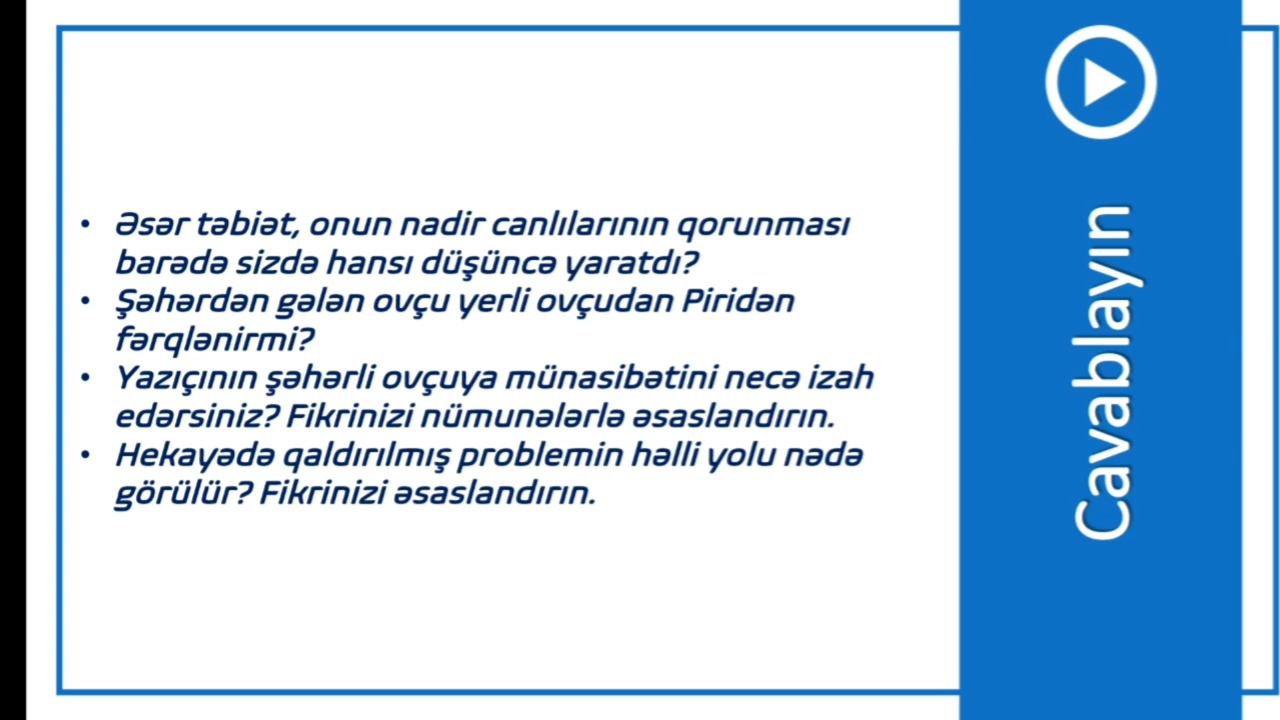 • Əsər təbiət, onun nadir canlılarının qorunması
barədə sizdə hansı düşüncə yaratdı?
• Şəhərdən gələn ovçu yerli ovçudan Piridən
fərqlənirmi?
• Yazıçının şəhərli ovçuya münasibətini necə izah
edərsiniz? Fikrinizi nümunələrlə əsaslandırın.
• Hekayədə qaldırılmış problemin həlli yolu nədə
görülür? Fikrinizi əsaslandırın.
Cavablayın